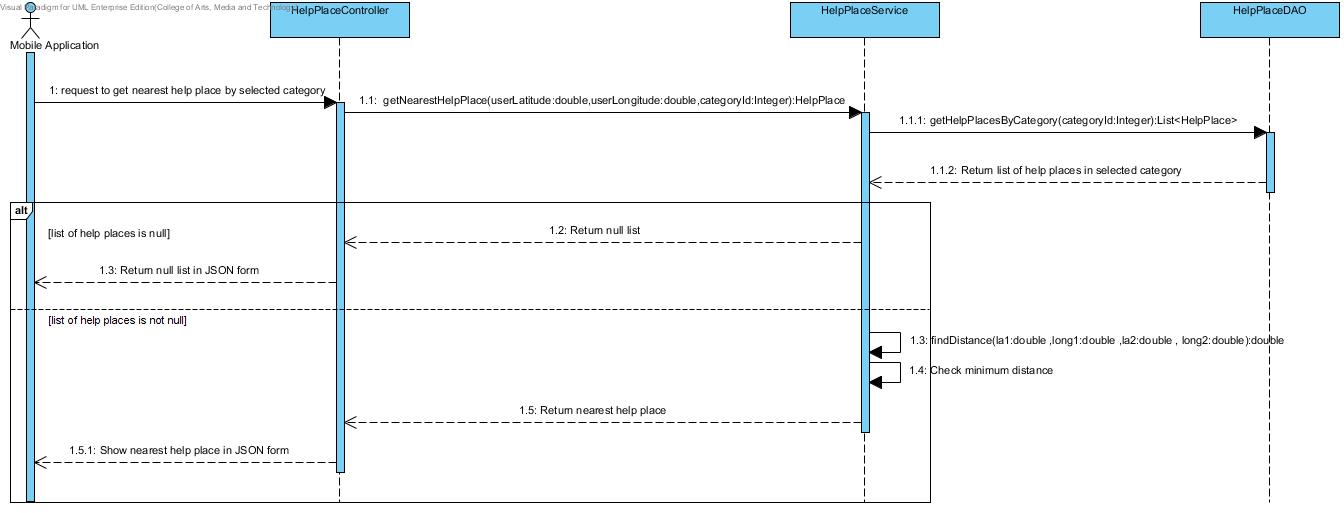 Visual Paradigm for UML Enterprise Edition(College of Arts, Media and Technology
HelpPlaceController
HelpPlaceService
HelpPlaceDAO
Mobile Application
1: request to get nearest help place by selected category
1.1: getNearestHelpPlace(userLatitude:double,userLongitude:double,categoryId:Integer):HelpPlace
1.1.1: getHelpPlacesByCategory(categoryId:Integer):List<HelpPlace>
1.1.2: Return list of help places in selected category
alt
[list of help places is null]
1.2: Return null list
1.3: Return null list in JSON form
[list of help places is not null]
1.3: findDistance(la1:double ,long1:double ,la2:double , long2:double):double
1.4: Check minimum distance
1.5: Return nearest help place
1.5.1: Show nearest help place in JSON form